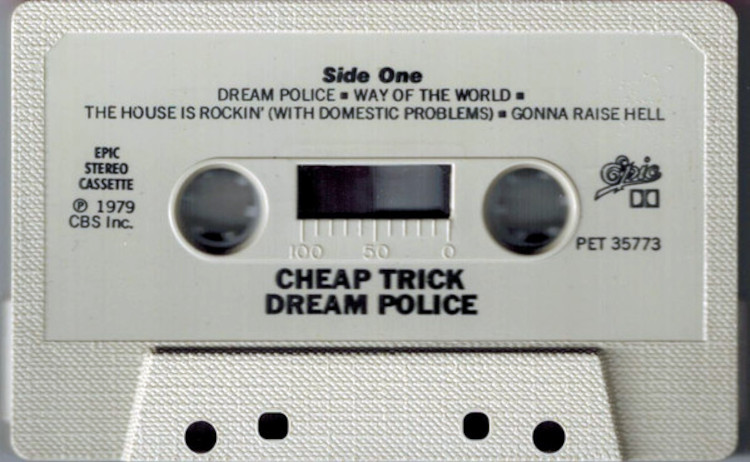 Side One
DREAM POLICE ▪ WAY OF THE WORLD ▪
THE HOUSE IS ROCKIN' (WITH DOMESTIC PROBLEMS) ▪ GONNA RAISE HELL
EPIC
STEREO
CASSETTE
℗ 1979
CBS Inc.
Epic
PET 35773
100 50 0
CHEAP TRICK
DREAM POLICE